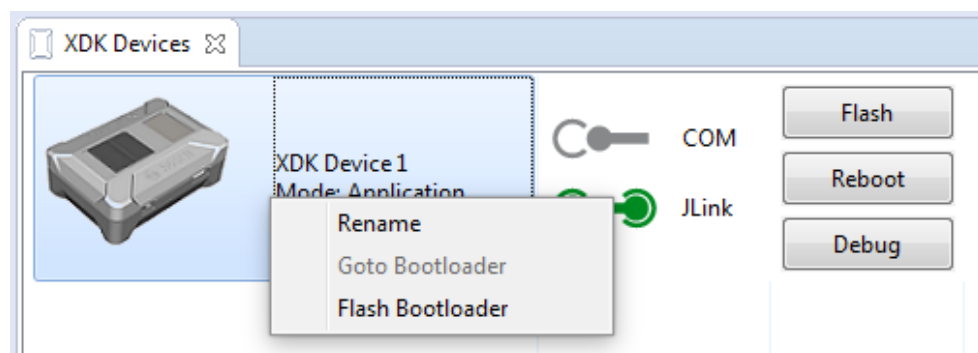 XDK Devices
XDK Device 1
Mode: Application
COM
JLink
Flash
Reboot
Debug
Rename
Goto Bootloader
Flash Bootloader